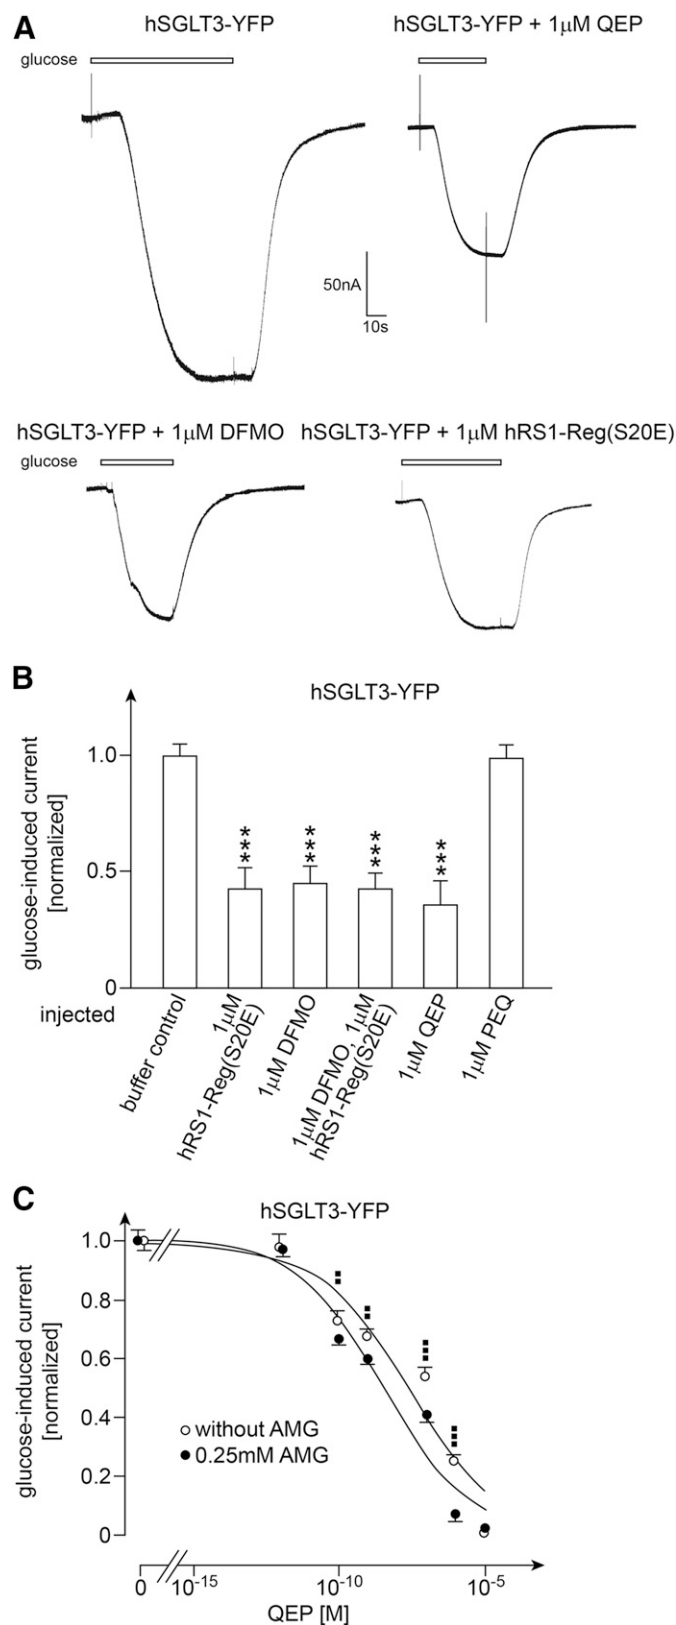 A
hSGLT3-YFP
hSGLT3-YFP + 1μM QEP
glucose
50nA
10s
hSGLT3-YFP + 1μM DFMO
hSGLT3-YFP + 1μM hRS1-Reg(S20E)
glucose
B
hSGLT3-YFP
glucose-induced current
[normalized]
1.0
0.5
0
***
***
***
***
injected
buffer control
1μM
hRS1-Reg(S20E)
1μM DFMO
1μM DFMO, 1μM
hRS1-Reg(S20E)
1μM QEP
1μM PEQ
C
hSGLT3-YFP
glucose-induced current
[normalized]
1.0
0.8
0.6
0.4
0.2
0
without AMG
0.25mM AMG
0
10⁻¹⁵
10⁻¹⁰
10⁻⁵
QEP [M]